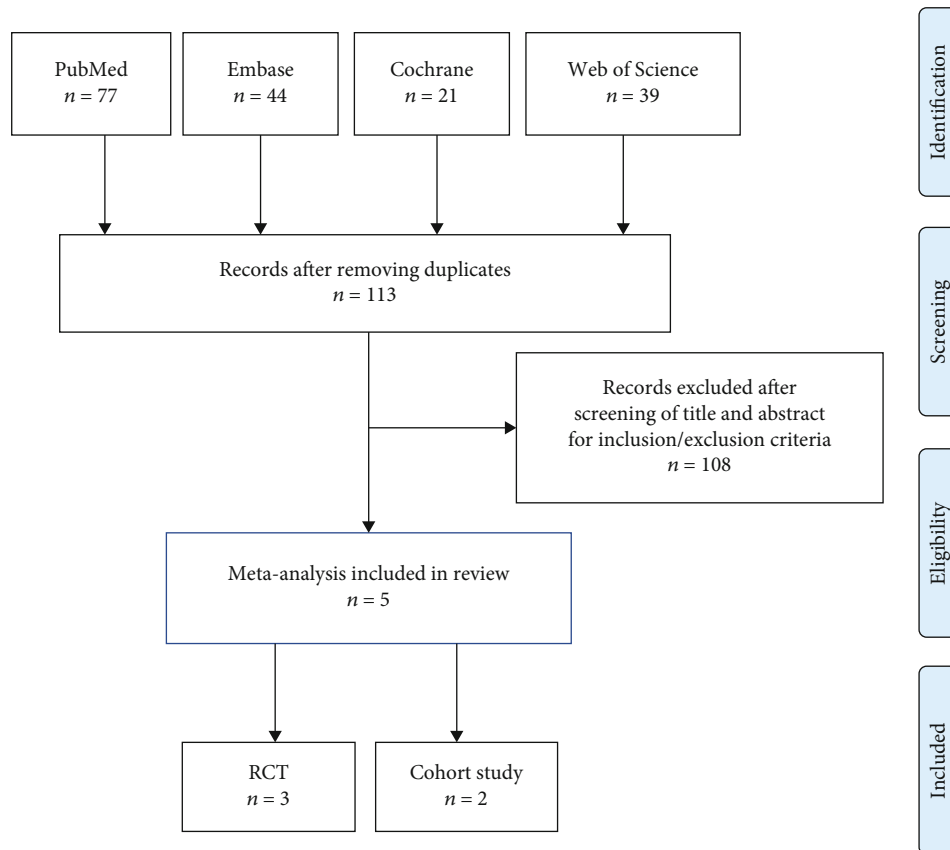 PubMed
n = 77
Embase
n = 44
Cochrane
n = 21
Web of Science
n = 39
Identification
Records after removing duplicates
n = 113
Screening
Records excluded after
screening of title and abstract
for inclusion/exclusion criteria
n = 108
Eligibility
Meta-analysis included in review
n = 5
RCT
n = 3
Cohort study
n = 2
Included